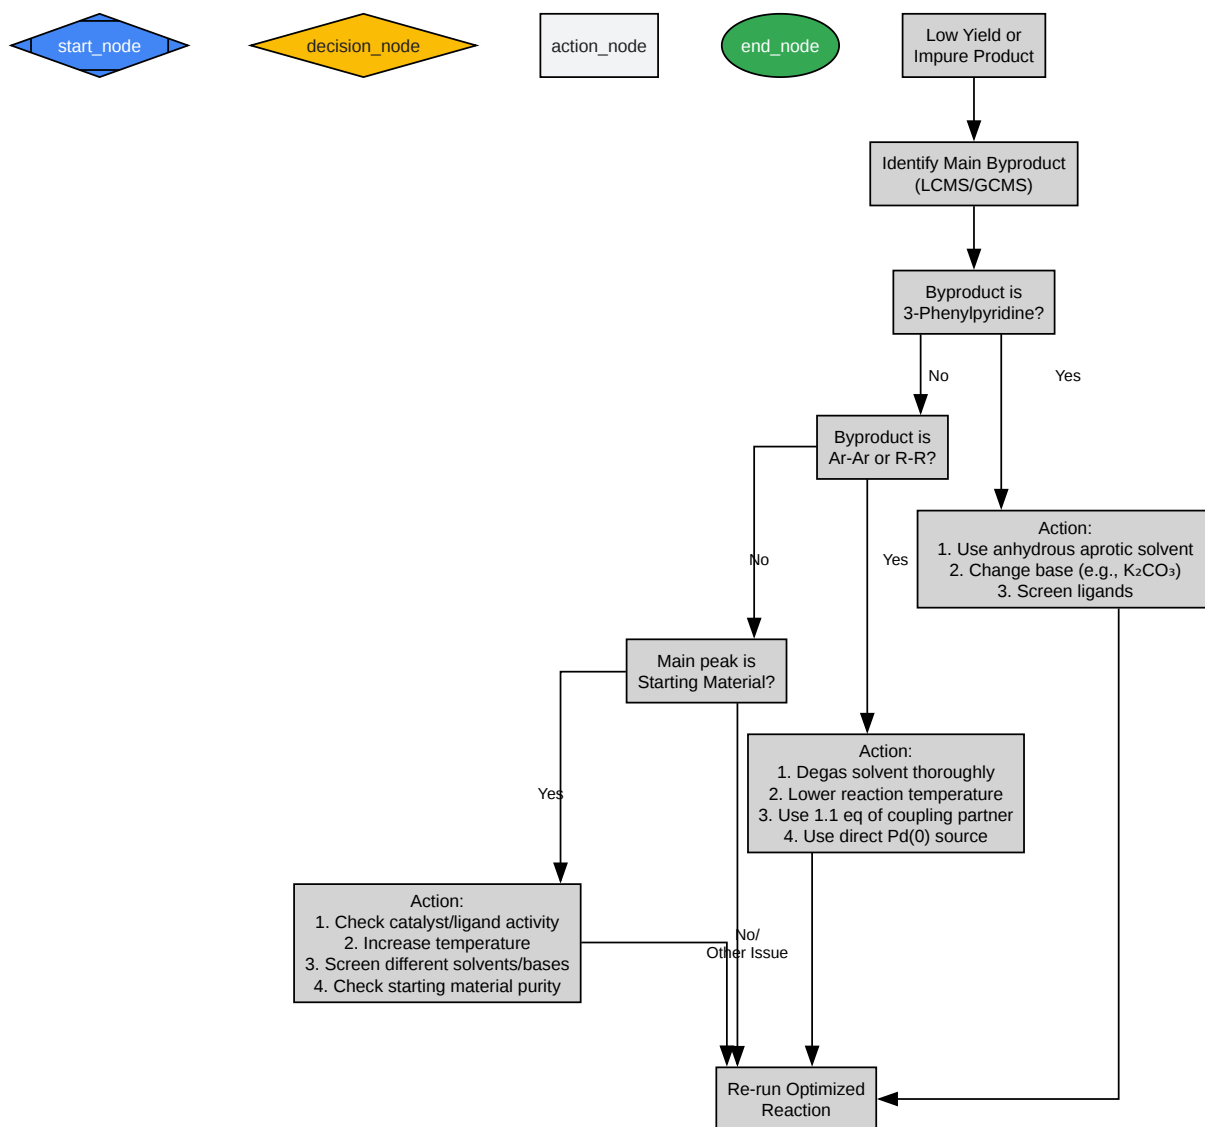 start_node
decision_node
action_node
end_node
Low Yield or
Impure Product
Identify Main Byproduct
(LCMS/GCMS)
Byproduct is
3-Phenylpyridine?
No
Yes
Byproduct is
Ar-Ar or R-R?
Action:
1. Use anhydrous aprotic solvent
2. Change base (e.g., K₂CO₃)
3. Screen ligands
No
Yes
Main peak is
Starting Material?
Action:
1. Degas solvent thoroughly
2. Lower reaction temperature
3. Use 1.1 eq of coupling partner
4. Use direct Pd(0) source
Yes
Action:
1. Check catalyst/ligand activity
2. Increase temperature
3. Screen different solvents/bases
4. Check starting material purity
No/
Other Issue
Re-run Optimized
Reaction